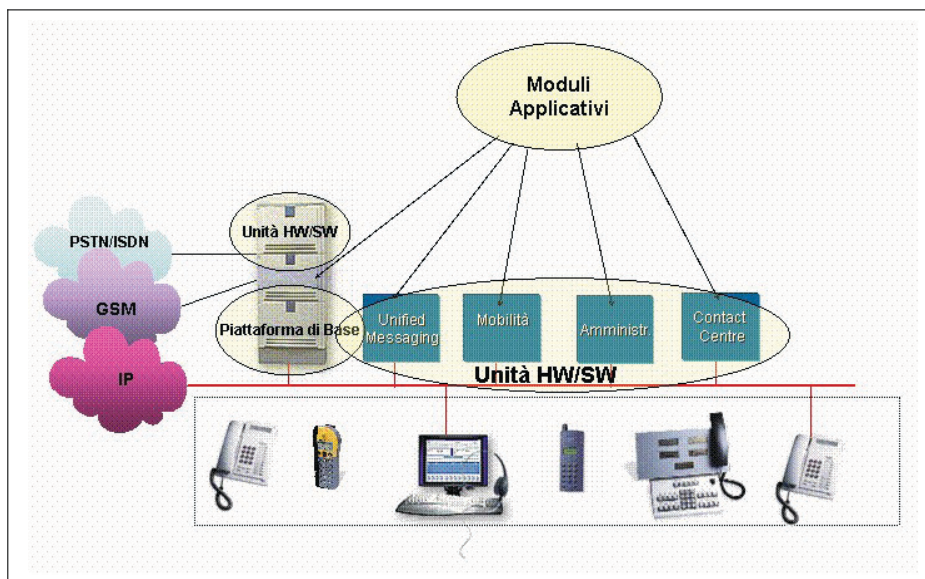 Moduli
Applicativi
Unità HW/SW
PSTN/ISDN
GSM
Piattaforma di Base
IP
Unified
Messaging
Mobilità
Amministr.
Contact
Centre
Unità HW/SW